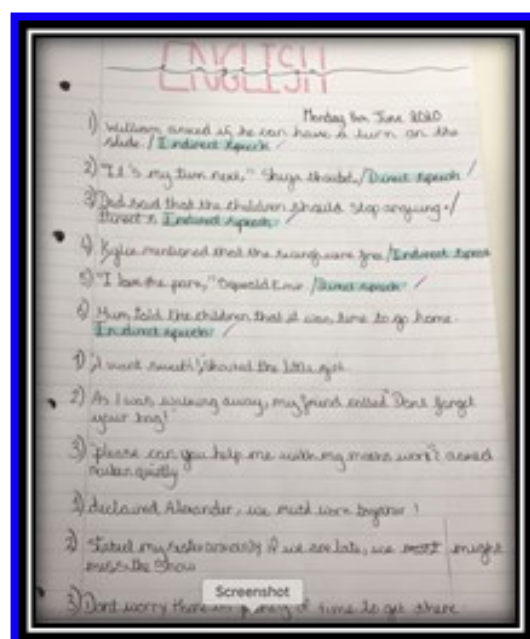 ENGLISH
Monday 8th June 2020
1) William asked if he can have a turn on the
slide. / Indirect speech
2) "It's my turn next," Shreya shouted. / Direct speech
3) Dad said that the children should stop arguing. /
Direct s Indirect speech
4) Kylie mentioned that the swings were free / Indirect speech
5) "I love the park," / Direct speech
6) Mum told the children that it was time to go home.
Indirect speech
1) "I want sweets!", shouted the little girl
2) As I was walking away, my friend called "Dont forget
your bag!"
3) "please can you help me with my maths work? asked
quietly
1) declared Alexander, we must work together!
2) Stated my sister anxiously if we are late, we most might
miss the show
3) Dont worry there is plenty of time to get there
Screenshot